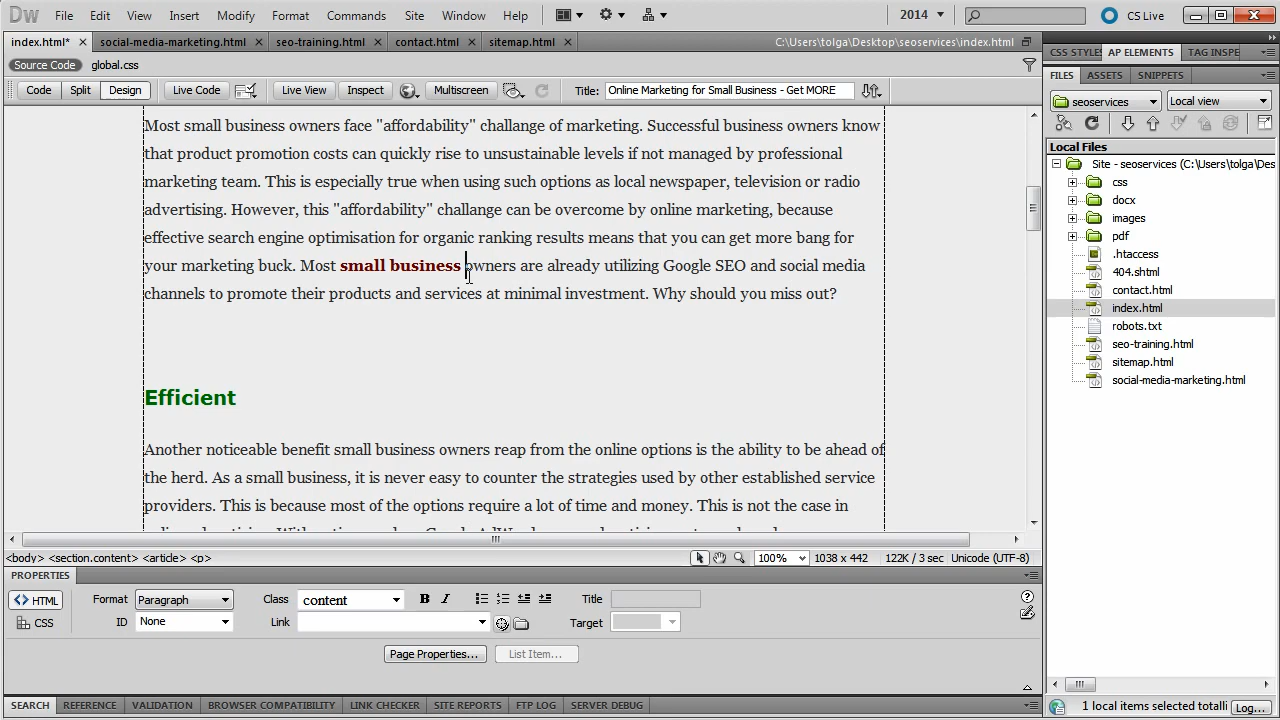 Dw File Edit View Insert Modify Format Commands Site Window Help 2014 CS Live
index.html* social-media-marketing.html seo-training.html contact.html sitemap.html C:\Users\tolga\Desktop\seoservices\index.html
Source Code global.css
Code Split Design Live Code Live View Inspect Multiscreen Title: Online Marketing for Small Business - Get MORE
Most small business owners face "affordability" challange of marketing. Successful business owners know
that product promotion costs can quickly rise to unsustainable levels if not managed by professional
marketing team. This is especially true when using such options as local newspaper, television or radio
advertising. However, this "affordability" challange can be overcome by online marketing, because
effective search engine optimisation for organic ranking results means that you can get more bang for
your marketing buck. Most small business owners are already utilizing Google SEO and social media
channels to promote their products and services at minimal investment. Why should you miss out?
Efficient
Another noticeable benefit small business owners reap from the online options is the ability to be ahead of
the herd. As a small business, it is never easy to counter the strategies used by other established service
providers. This is because most of the options require a lot of time and money. This is not the case in
<body> <section.content> <article> <p> 100% 1038 x 442 122K / 3 sec Unicode (UTF-8)
PROPERTIES
HTML Format Paragraph Class content B I Title
CSS ID None Link Target
Page Properties... List Item...
SEARCH REFERENCE VALIDATION BROWSER COMPATIBILITY LINK CHECKER SITE REPORTS FTP LOG SERVER DEBUG
CSS STYLES AP ELEMENTS TAG INSPE
FILES ASSETS SNIPPETS
seoservices Local view
Local Files
Site - seoservices (C:\Users\tolga\Des
css
docx
images
pdf
.htaccess
404.shtml
contact.html
index.html
robots.txt
seo-training.html
sitemap.html
social-media-marketing.html
1 local items selected totalli Log...